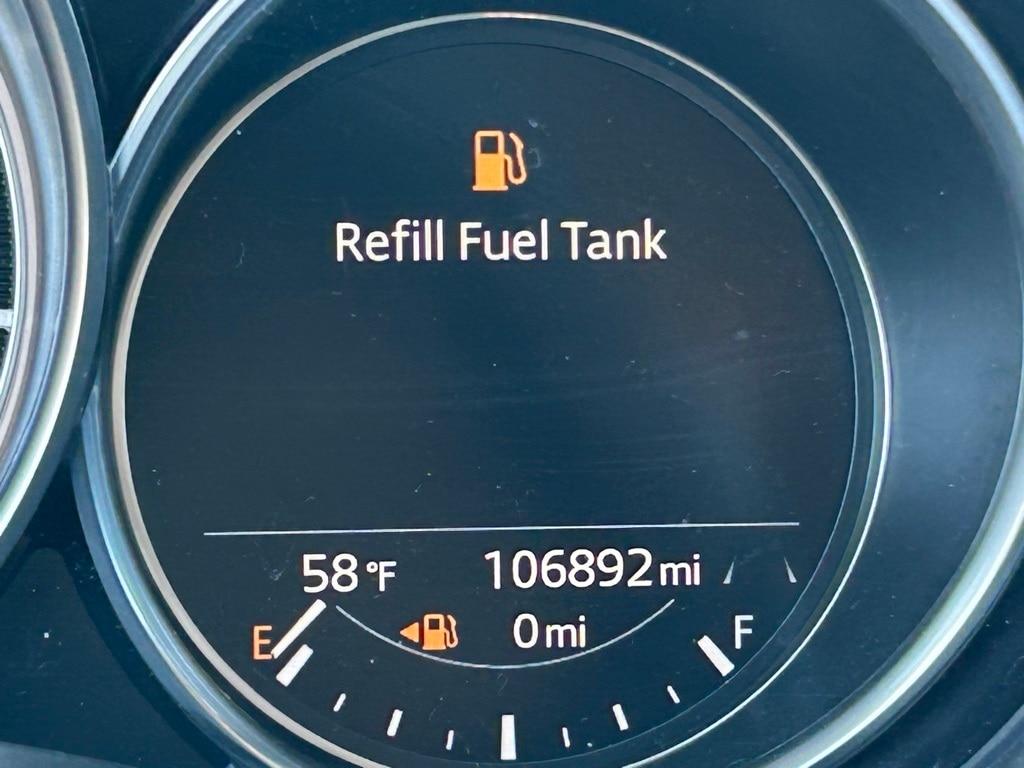 Refill Fuel Tank
58 °F 106892 mi
E 0 mi F